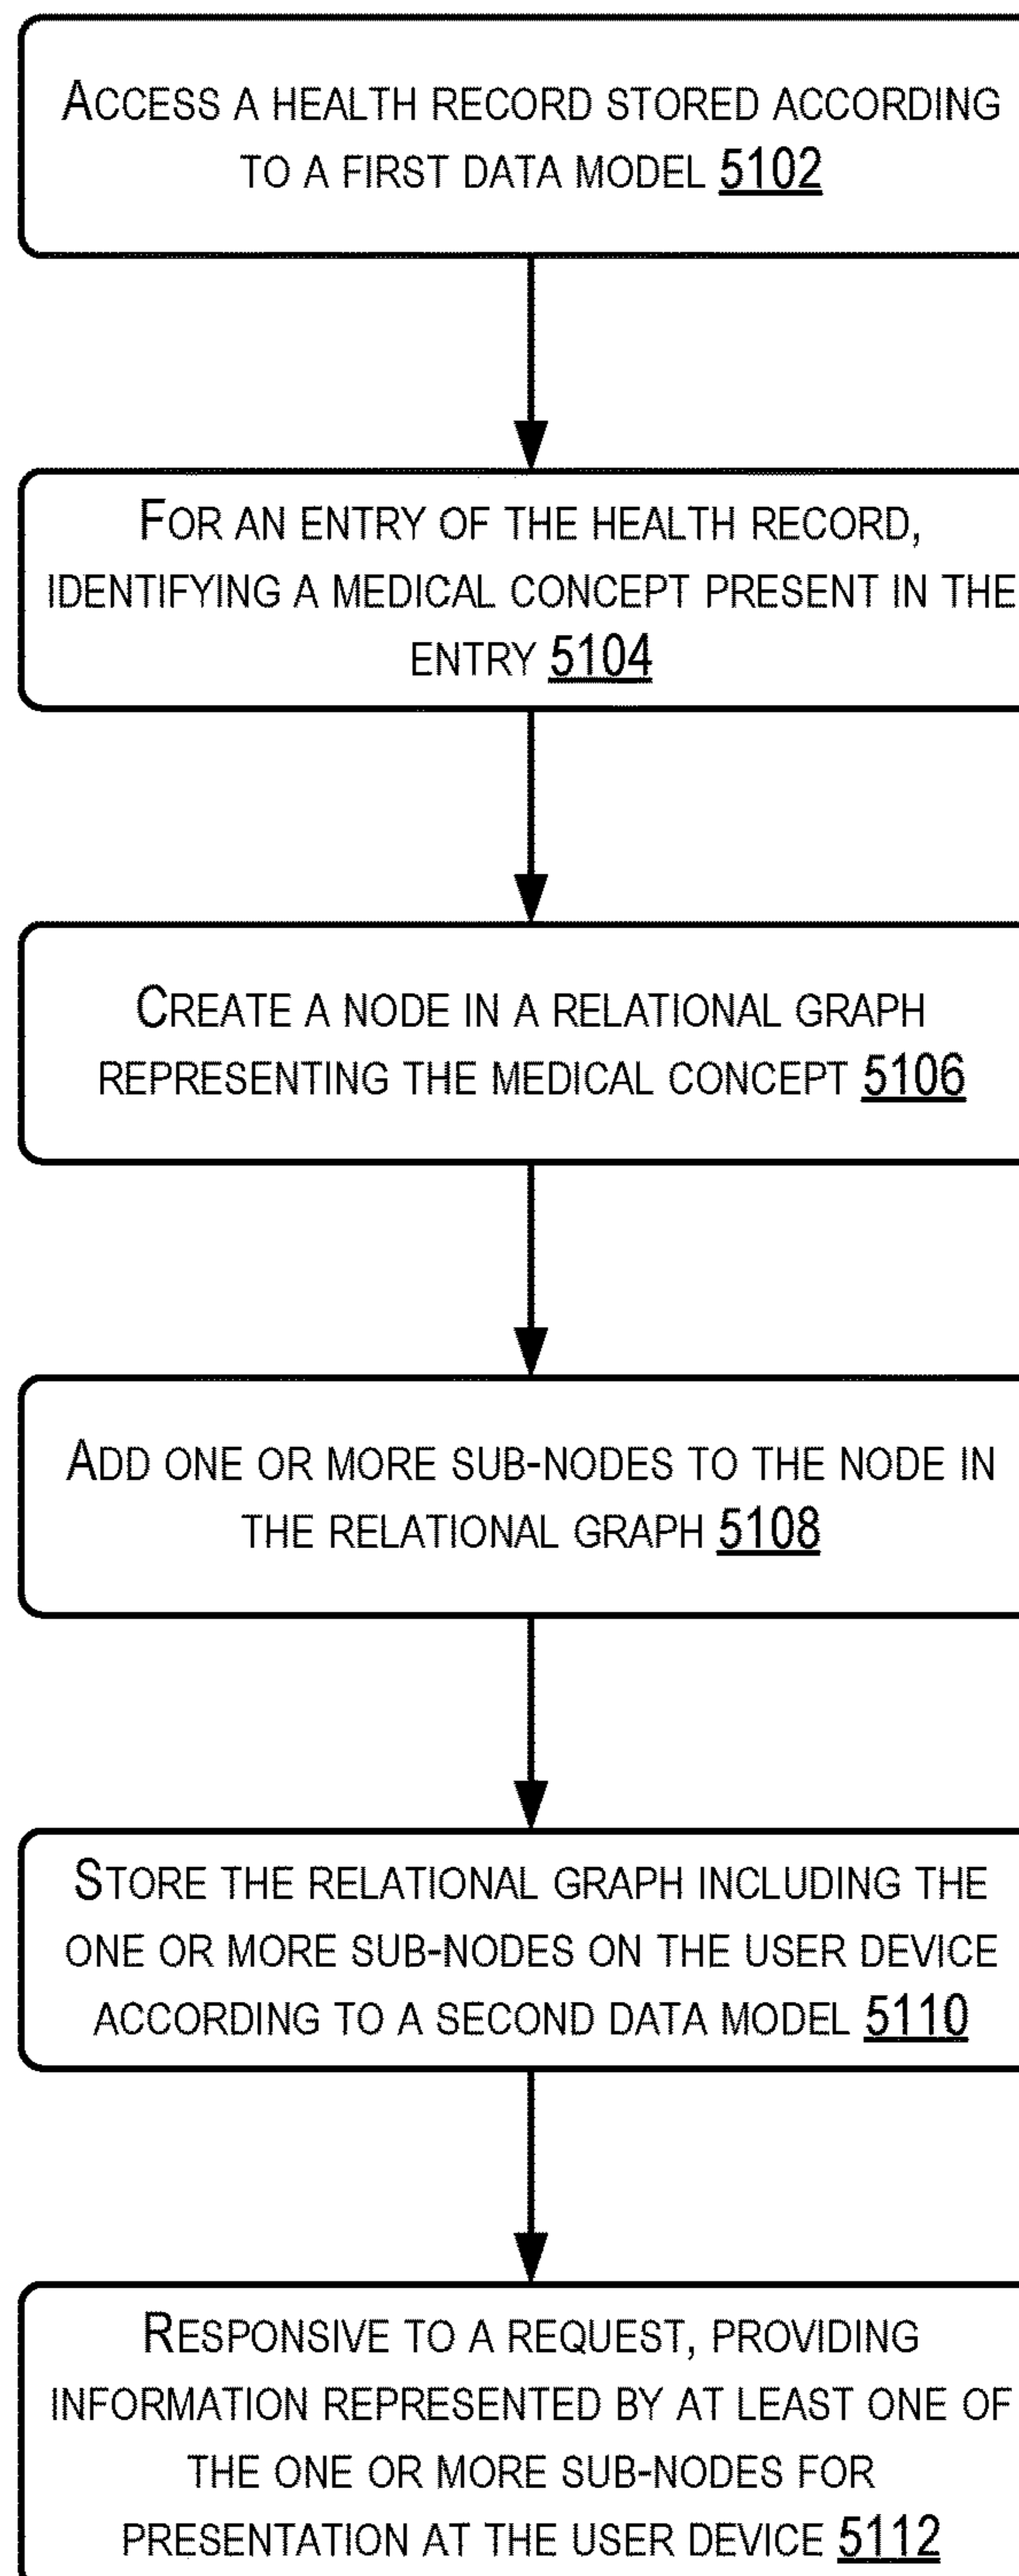 ACCESS A HEALTH RECORD STORED ACCORDING
TO A FIRST DATA MODEL 5102
FOR AN ENTRY OF THE HEALTH RECORD,
IDENTIFYING A MEDICAL CONCEPT PRESENT IN THE
ENTRY 5104
CREATE A NODE IN A RELATIONAL GRAPH
REPRESENTING THE MEDICAL CONCEPT 5106
ADD ONE OR MORE SUB-NODES TO THE NODE IN
THE RELATIONAL GRAPH 5108
STORE THE RELATIONAL GRAPH INCLUDING THE
ONE OR MORE SUB-NODES ON THE USER DEVICE
ACCORDING TO A SECOND DATA MODEL 5110
RESPONSIVE TO A REQUEST, PROVIDING
INFORMATION REPRESENTED BY AT LEAST ONE OF
THE ONE OR MORE SUB-NODES FOR
PRESENTATION AT THE USER DEVICE 5112